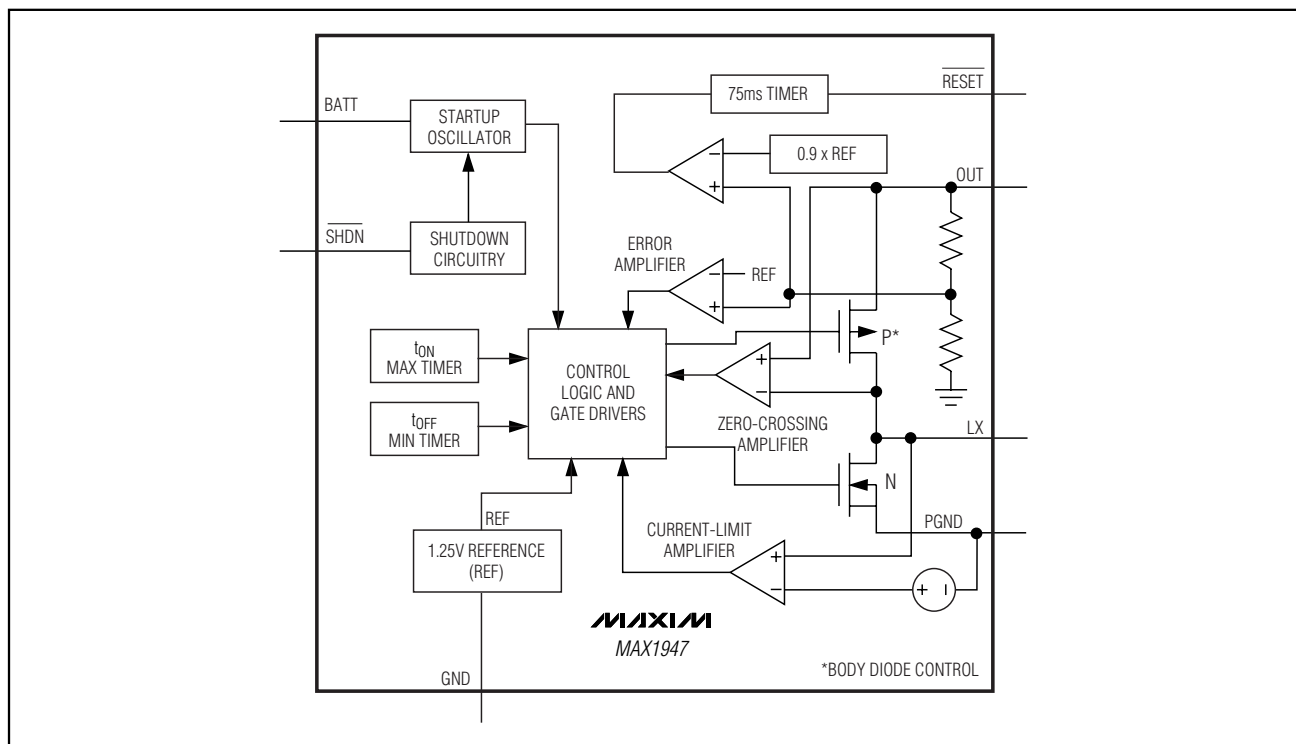 RESET
75ms TIMER
BATT
STARTUP
OSCILLATOR
−
0.9 x REF
+
OUT
SHDN
SHUTDOWN
CIRCUITRY
ERROR
AMPLIFIER
−
REF
+
P*
tON
MAX TIMER
CONTROL
LOGIC AND
GATE DRIVERS
+
−
tOFF
MIN TIMER
ZERO-CROSSING
AMPLIFIER
LX
N
REF
PGND
1.25V REFERENCE
(REF)
CURRENT-LIMIT
AMPLIFIER
+
−
+ −
MAXIM
MAX1947
*BODY DIODE CONTROL
GND